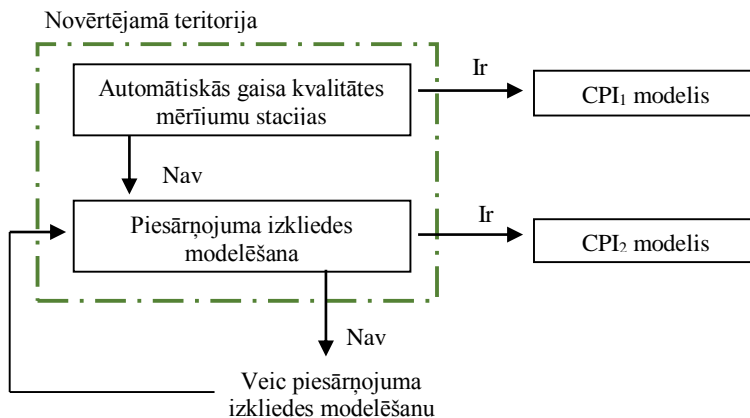 Novērtējamā teritorija
Automātiskās gaisa kvalitātes
mērījumu stacijas
Ir
CPI₁ modelis
Nav
Piesārņojuma izkliedes
modelēšana
Ir
CPI₂ modelis
Nav
Veic piesārņojuma
izkliedes modelēšanu